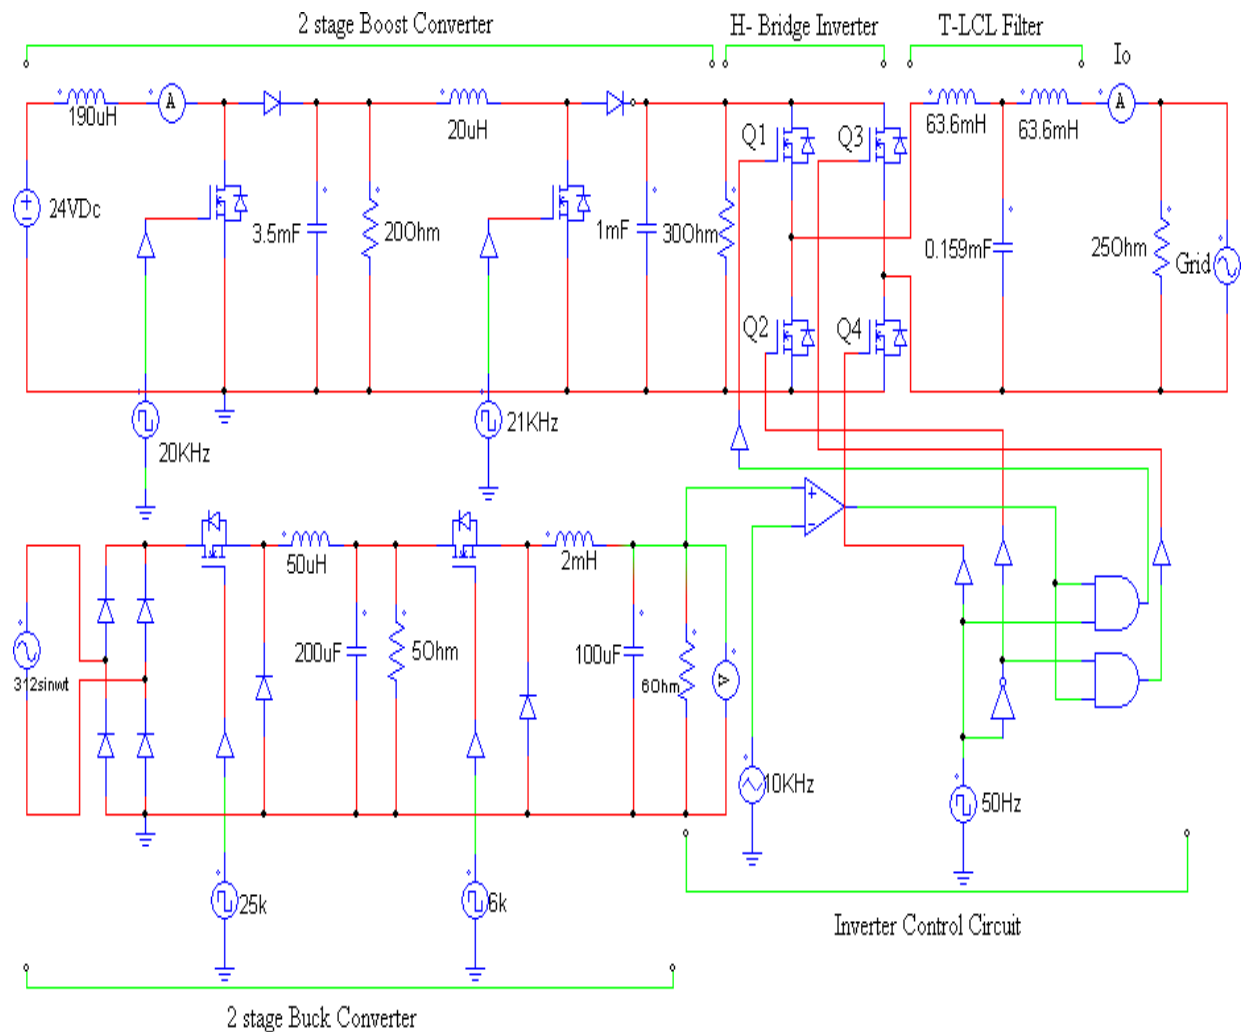 2 stage Boost Converter
H- Bridge Inverter
T-LCL Filter
Io
A
190uH
20uH
Q1
Q3
63.6mH
63.6mH
A
24VDc
3.5mF
20Ohm
1mF
30Ohm
0.159mF
25Ohm
Grid
Q2
Q4
20KHz
21KHz
50uH
2mH
200uF
5Ohm
100uF
6Ohm
V
312sinwt
10KHz
50Hz
25k
6k
Inverter Control Circuit
2 stage Buck Converter